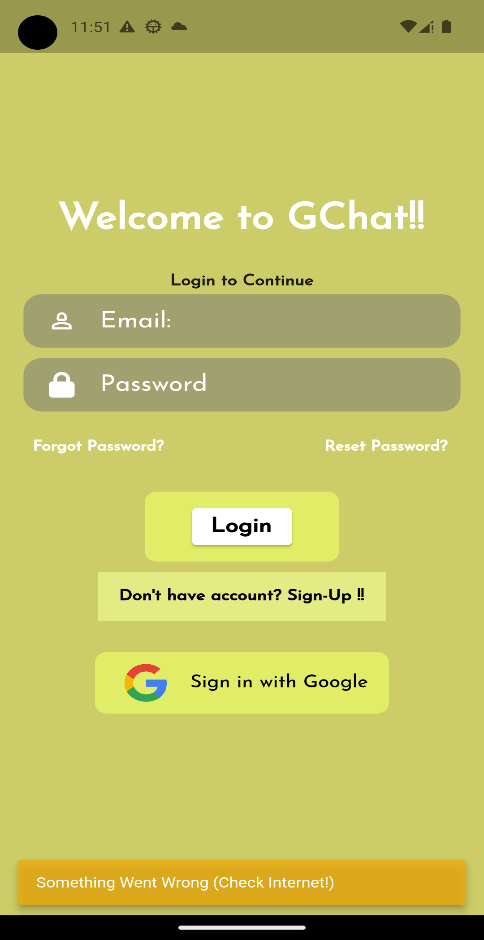 11:51
Welcome to GChat!!
Login to Continue
Email:
Password
Forgot Password? Reset Password?
Login
Don't have account? Sign-Up !!
Sign in with Google
Something Went Wrong (Check Internet!)